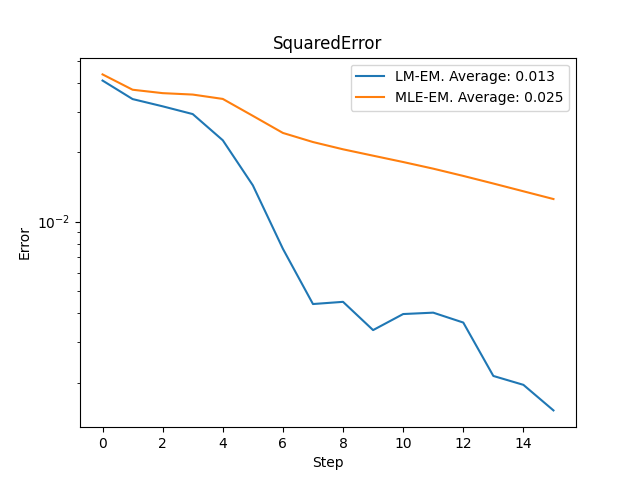 SquaredError
LM-EM. Average: 0.013
MLE-EM. Average: 0.025
Error
10⁻²
0 2 4 6 8 10 12 14
Step